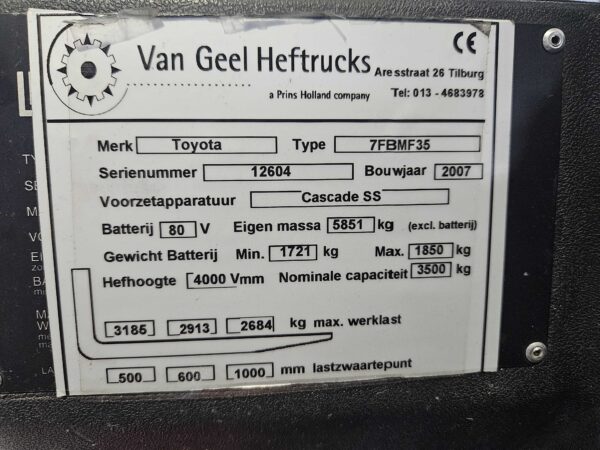 Van Geel Heftrucks
CE
Are sstraat 26 Tilburg
a Prins Holland company
Tel: 013 - 4683978
Merk Toyota Type 7FBMF35
Serienummer 12604 Bouwjaar 2007
Voorzetapparatuur Cascade SS
Batterij 80 V Eigen massa 5851 kg (excl. batterij)
Gewicht Batterij Min. 1721 kg Max. 1850 kg
Hefhoogte 4000 Vmm Nominale capaciteit 3500 kg
3185 2913 2684 kg max. werklast
500 600 1000 mm lastzwaartepunt